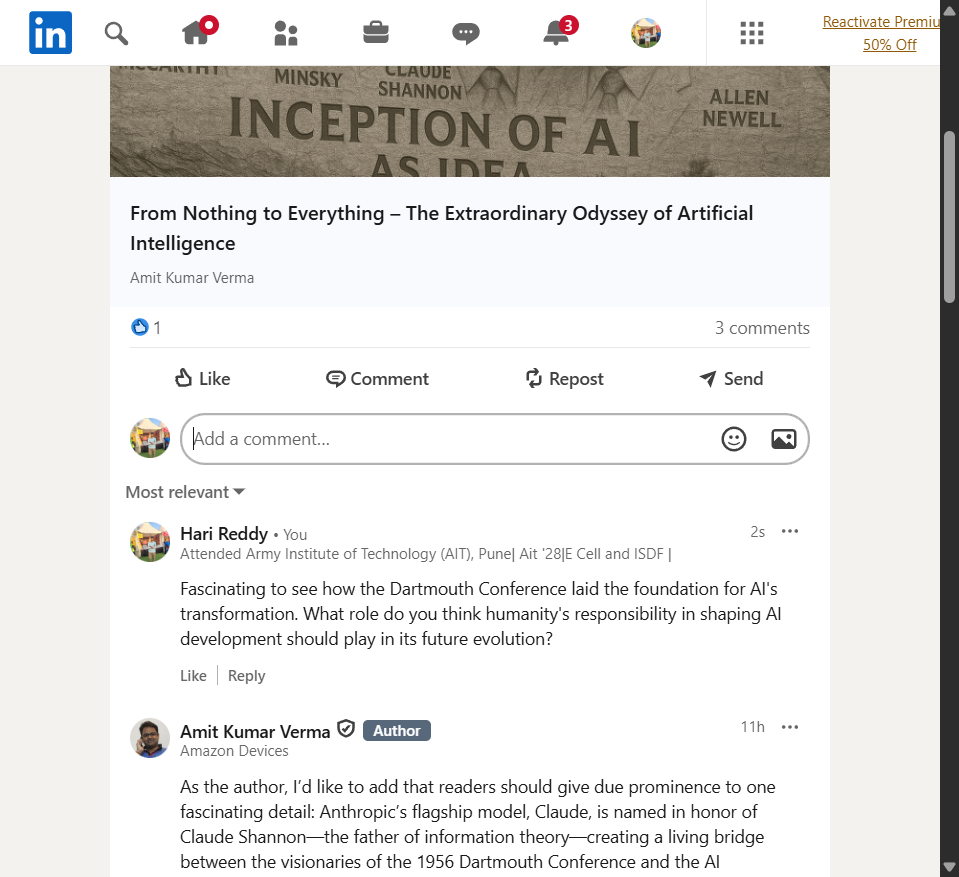 in
3
Reactivate Premiu
50% Off
MCCARTHY
MINSKY
CLAUDE
SHANNON
INCEPTION OF AI
AS IDEA
ALLEN
NEWELL
From Nothing to Everything – The Extraordinary Odyssey of Artificial
Intelligence
Amit Kumar Verma
1
3 comments
Like
Comment
Repost
Send
Add a comment...
Most relevant
Hari Reddy • You
2s
Attended Army Institute of Technology (AIT), Pune| Ait '28|E Cell and ISDF |
Fascinating to see how the Dartmouth Conference laid the foundation for AI's
transformation. What role do you think humanity's responsibility in shaping AI
development should play in its future evolution?
Like
Reply
Amit Kumar Verma
Author
11h
Amazon Devices
As the author, I’d like to add that readers should give due prominence to one
fascinating detail: Anthropic’s flagship model, Claude, is named in honor of
Claude Shannon—the father of information theory—creating a living bridge
between the visionaries of the 1956 Dartmouth Conference and the AI